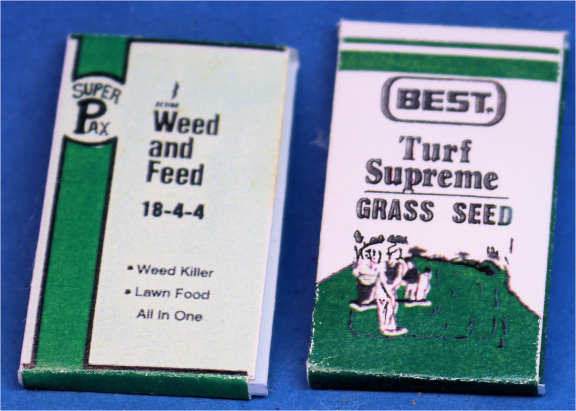 SUPER
PAX
Weed
and
Feed
18-4-4
• Weed Killer
• Lawn Food
All In One
BEST
Turf
Supreme
GRASS SEED